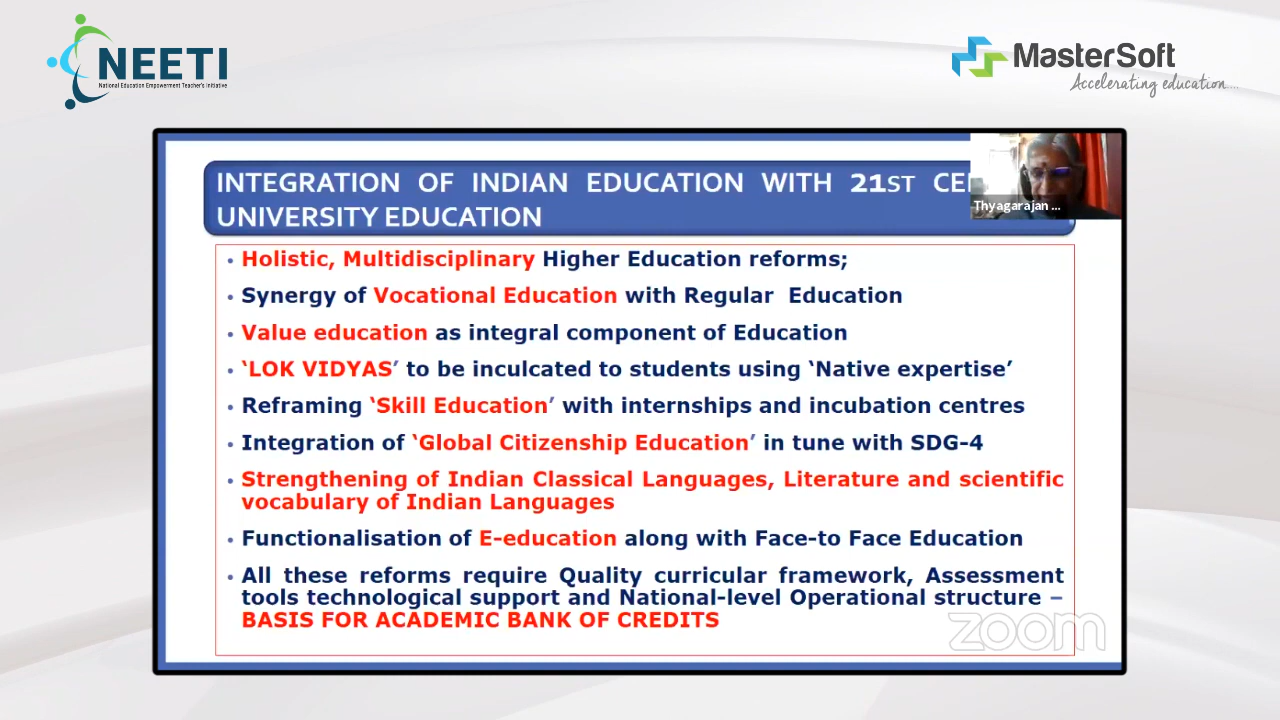 NEETI
National Education Empowerment Teacher's Initiative
MasterSoft
Accelerating education....
INTEGRATION OF INDIAN EDUCATION WITH 21ST
UNIVERSITY EDUCATION
Thyagarajan ...
• Holistic, Multidisciplinary Higher Education reforms;
• Synergy of Vocational Education with Regular Education
• Value education as integral component of Education
• ‘LOK VIDYAS’ to be inculcated to students using ‘Native expertise’
• Reframing ‘Skill Education’ with internships and incubation centres
• Integration of ‘Global Citizenship Education’ in tune with SDG-4
• Strengthening of Indian Classical Languages, Literature and scientific
vocabulary of Indian Languages
• Functionalisation of E-education along with Face-to Face Education
• All these reforms require Quality curricular framework, Assessment
tools technological support and National-level Operational structure –
BASIS FOR ACADEMIC BANK OF CREDITS
zoom